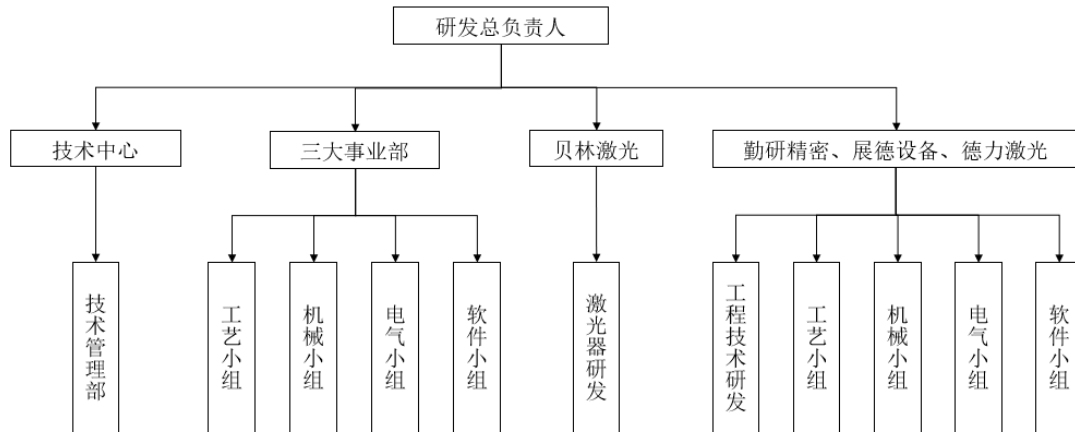 研发总负责人
技术中心
三大事业部
贝林激光
勤研精密、展德设备、德力激光
技术管理部
工艺小组
机械小组
电气小组
软件小组
激光器研发
工程技术研发
工艺小组
机械小组
电气小组
软件小组